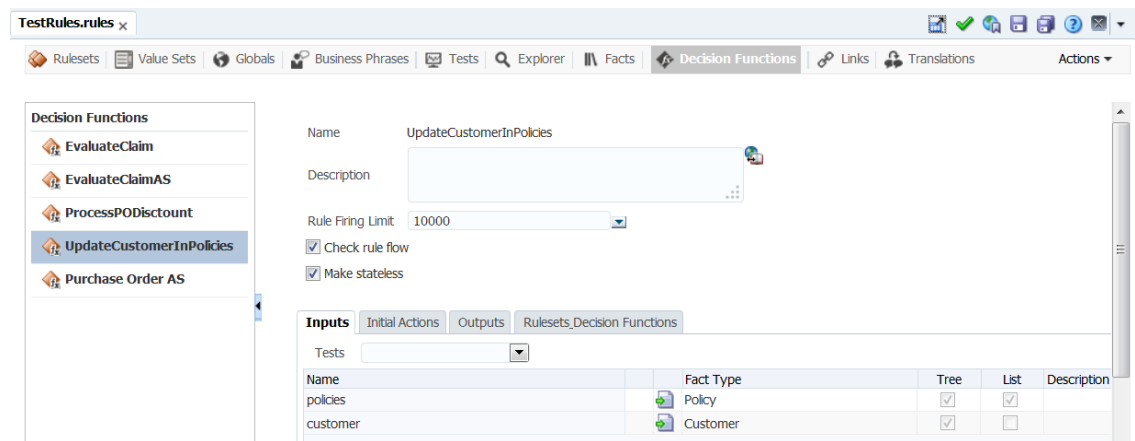 TestRules.rules
Rulesets Value Sets Globals Business Phrases Tests Explorer Facts Decision Functions Links Translations Actions
Decision Functions
EvaluateClaim
EvaluateClaimAS
ProcessPODisctount
UpdateCustomerInPolicies
Purchase Order AS
Name UpdateCustomerInPolicies
Description
Rule Firing Limit 10000
Check rule flow
Make stateless
Inputs Initial Actions Outputs Rulesets_Decision Functions
Tests
Name Fact Type Tree List Description
policies Policy
customer Customer